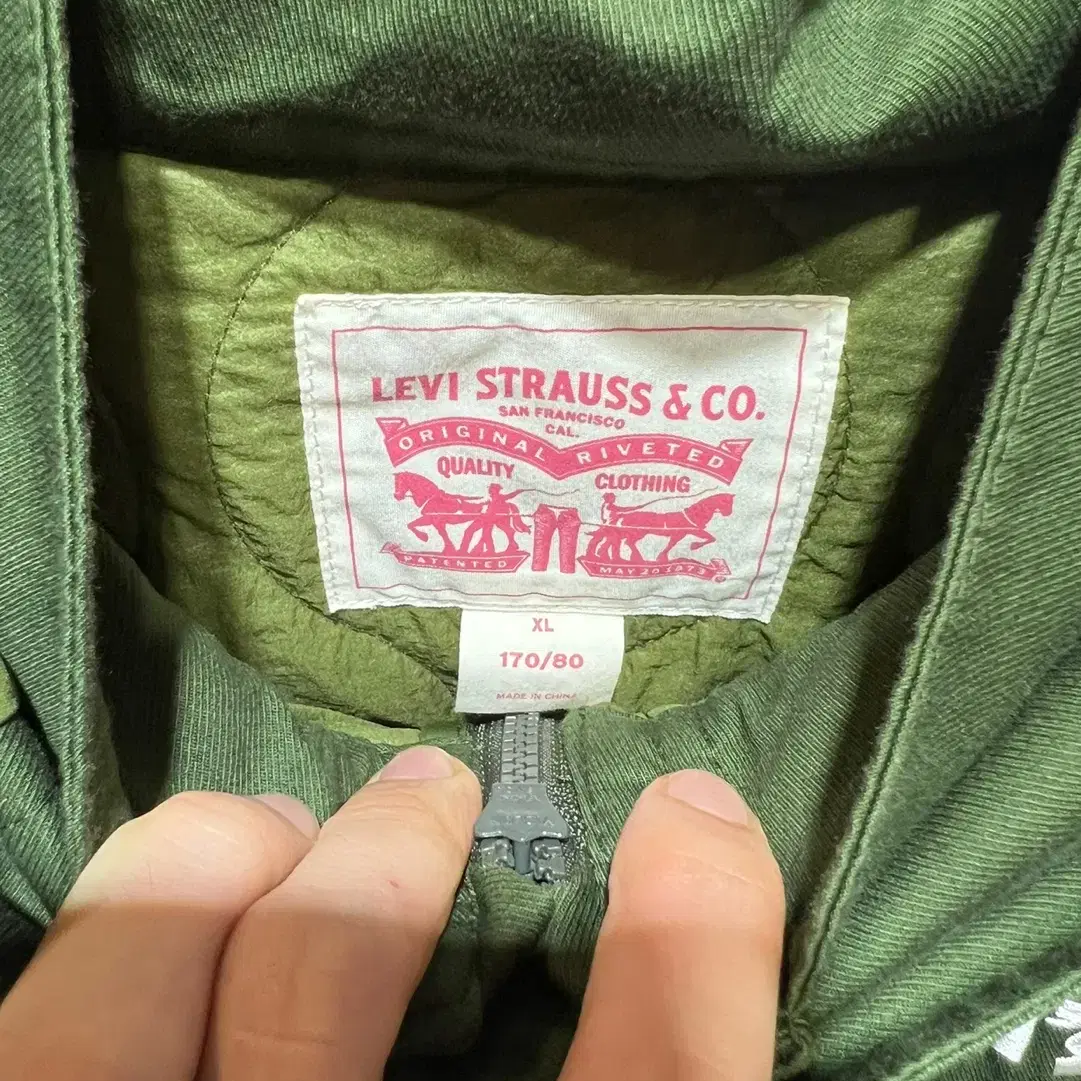 LEVI STRAUSS & CO.
SAN FRANCISCO
CAL.
ORIGINAL RIVETED
QUALITY CLOTHING
PATENTED MAY 20 1873
XL
170/80
MADE IN CHINA